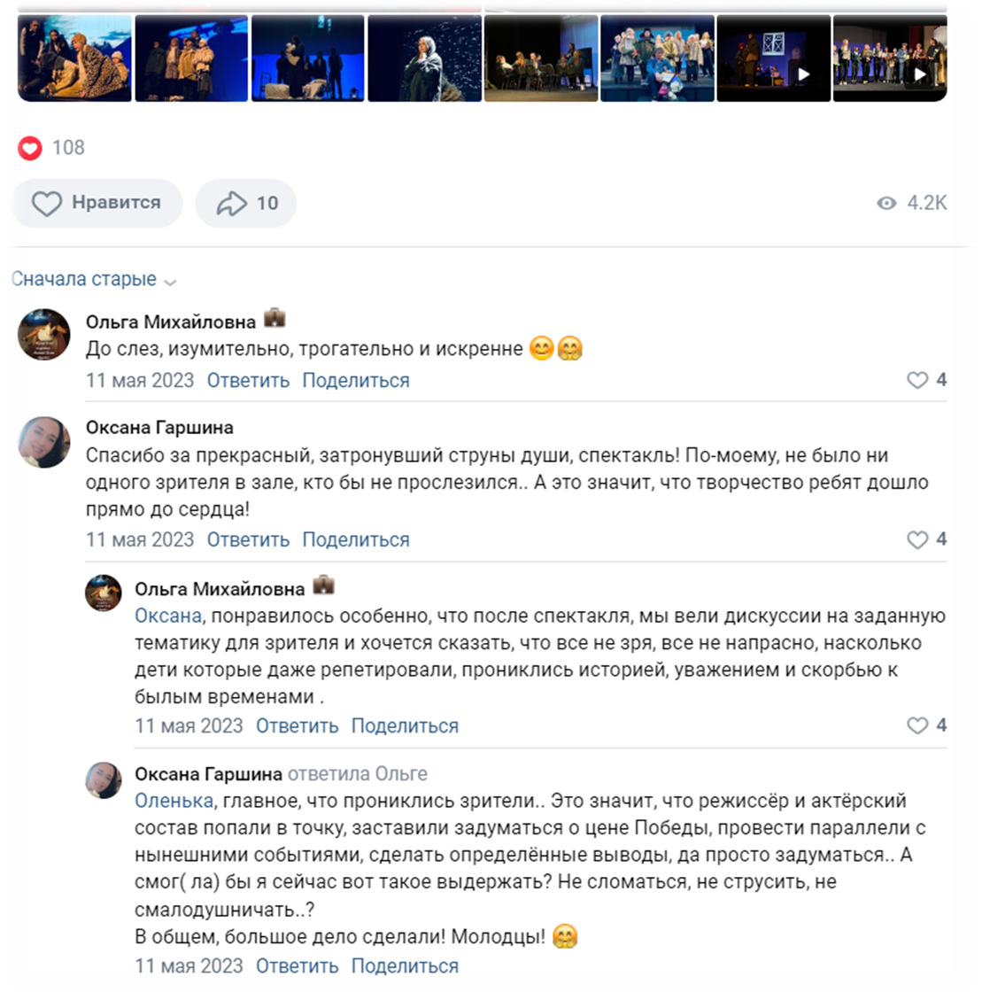 108
Нравится
10
4.2K
Сначала старые
Ольга Михайловна
До слез, изумительно, трогательно и искренне 😊🤗
11 мая 2023 Ответить Поделиться
4
Оксана Гаршина
Спасибо за прекрасный, затронувший струны души, спектакль! По-моему, не было ни
одного зрителя в зале, кто бы не прослезился.. А это значит, что творчество ребят дошло
прямо до сердца!
11 мая 2023 Ответить Поделиться
4
Ольга Михайловна
Оксана, понравилось особенно, что после спектакля, мы вели дискуссии на заданную
тематику для зрителя и хочется сказать, что все не зря, все не напрасно, насколько
дети которые даже репетировали, прониклись историей, уважением и скорбью к
былым временами .
11 мая 2023 Ответить Поделиться
4
Оксана Гаршина ответила Ольге
Оленька, главное, что прониклись зрители.. Это значит, что режиссёр и актёрский
состав попали в точку, заставили задуматься о цене Победы, провести параллели с
нынешними событиями, сделать определённые выводы, да просто задуматься.. А
смог( ла) бы я сейчас вот такое выдержать? Не сломаться, не струсить, не
смалодушничать..?
В общем, большое дело сделали! Молодцы! 🤗
11 мая 2023 Ответить Поделиться